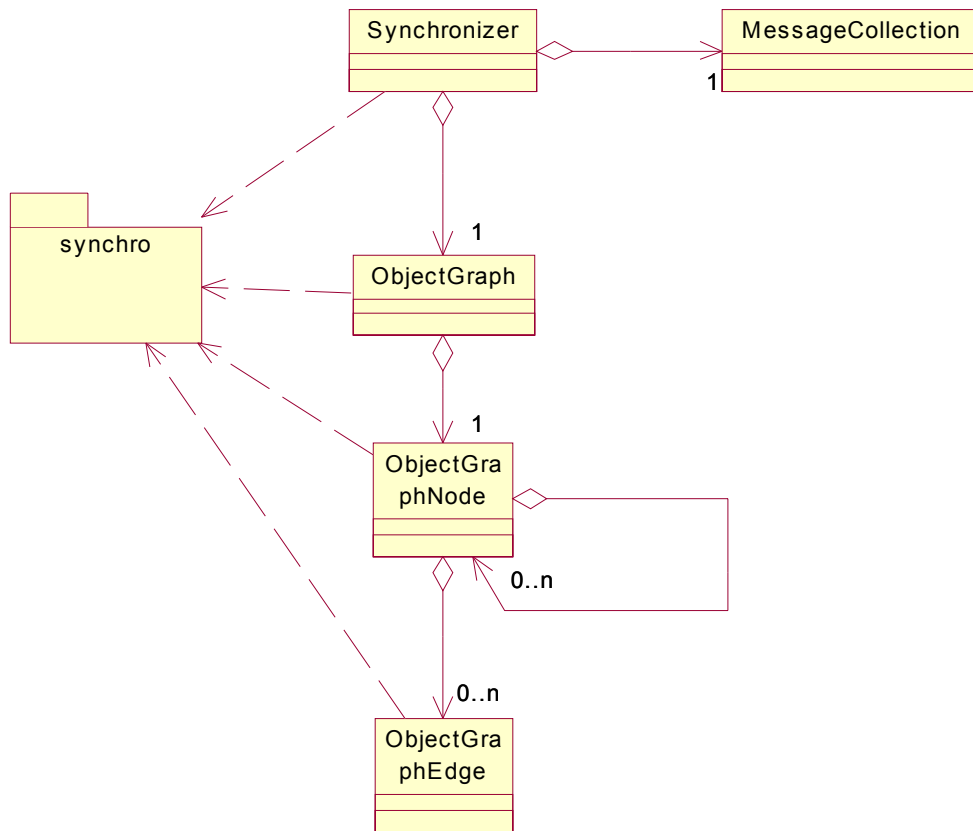 Synchronizer
MessageCollection
1
1
synchro
ObjectGraph
1
ObjectGra
phNode
0..n
0..n
ObjectGra
phEdge